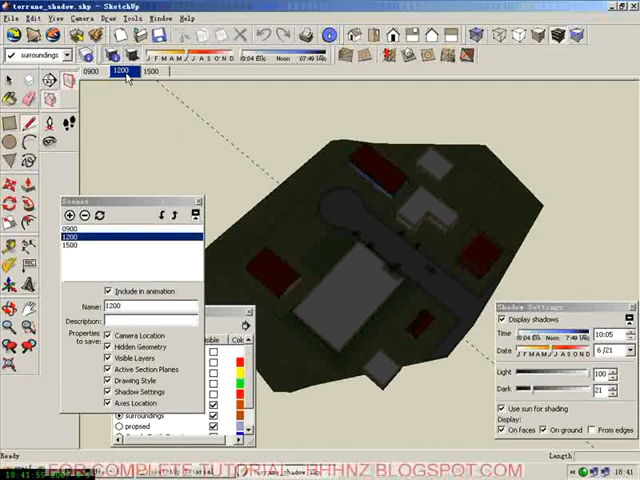 terrane_shadow.skp - SketchUp
File Edit View Camera Draw Tools Window Help
surroundings
J F M A M J J A S O N D
Noon
0900 1200 1500
Scenes
0900
1200
1500
Include in animation
Name: 1200
Description:
Properties to save:
Camera Location
Hidden Geometry
Visible Layers
Active Section Planes
Drawing Style
Shadow Settings
Axes Location
surroundings
propsed
Shadow Settings
Display shadows
Time
Noon
10:05
Date
J F M A M J J A S O N D
6 /21
Light
100
Dark
21
Use sun for shading
Display:
On faces On ground From edges
Ready
Length
FOR COMPLETE TUTORIAL BHHNZ BLOGSPOT.COM
18:41